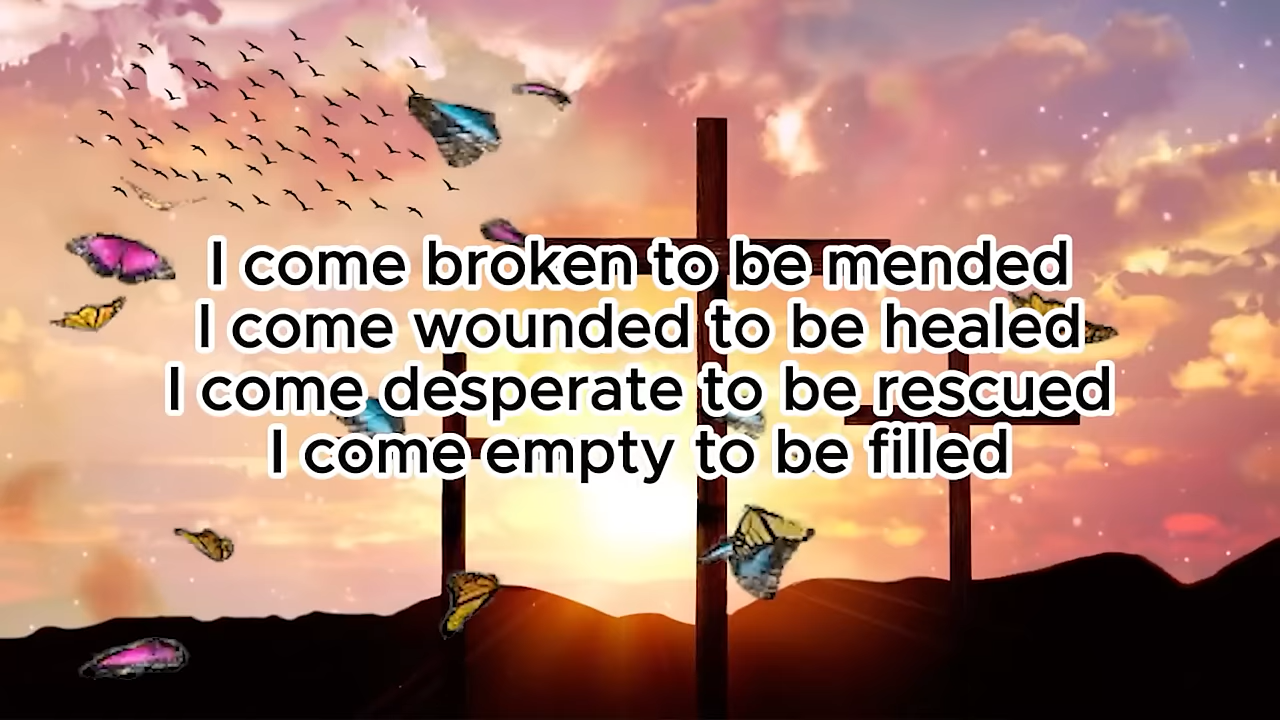 I come broken to be mended
I come wounded to be healed
I come desperate to be rescued
I come empty to be filled